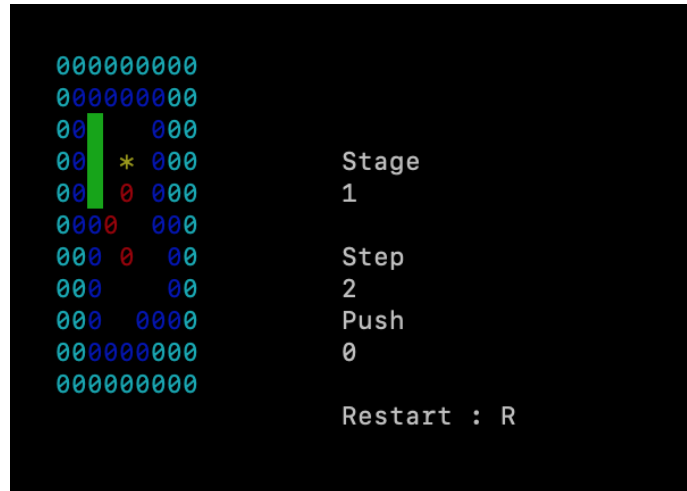 000000000
000000000
00 000
00 * 000 Stage
00 0 000 1
0000 000
000 0 00 Step
000 00 2
000 0000 Push
000000000 0
000000000
Restart : R